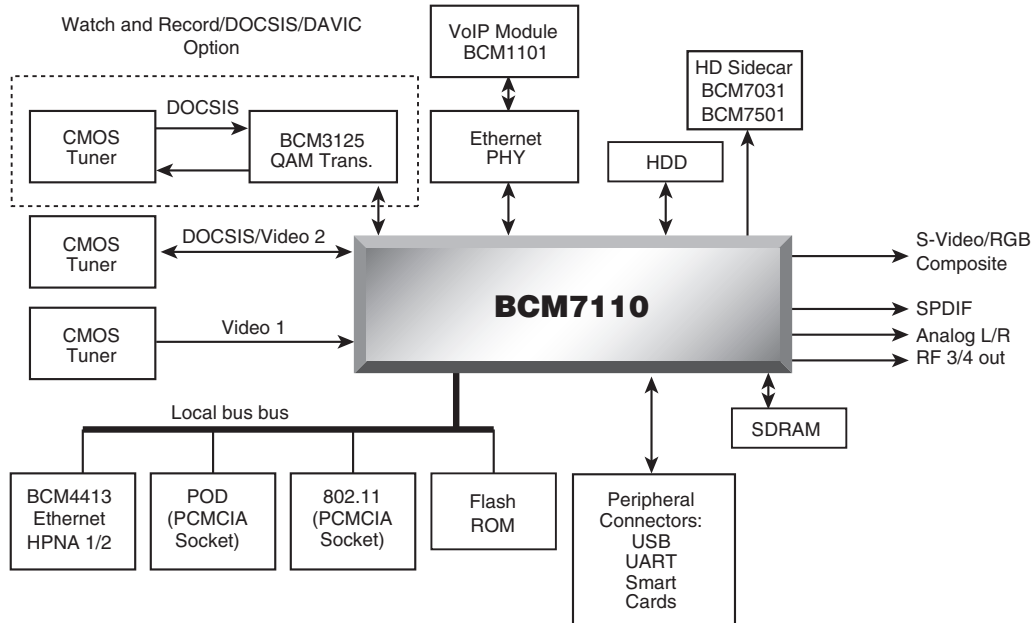 Watch and Record/DOCSIS/DAVIC
Option
VoIP Module
BCM1101
HD Sidecar
BCM7031
BCM7501
CMOS
Tuner
DOCSIS
BCM3125
QAM Trans.
Ethernet
PHY
HDD
CMOS
Tuner
DOCSIS/Video 2
S-Video/RGB
Composite
BCM7110
CMOS
Tuner
Video 1
SPDIF
Analog L/R
RF 3/4 out
Local bus bus
SDRAM
BCM4413
Ethernet
HPNA 1/2
POD
(PCMCIA
Socket)
802.11
(PCMCIA
Socket)
Flash
ROM
Peripheral
Connectors:
USB
UART
Smart
Cards